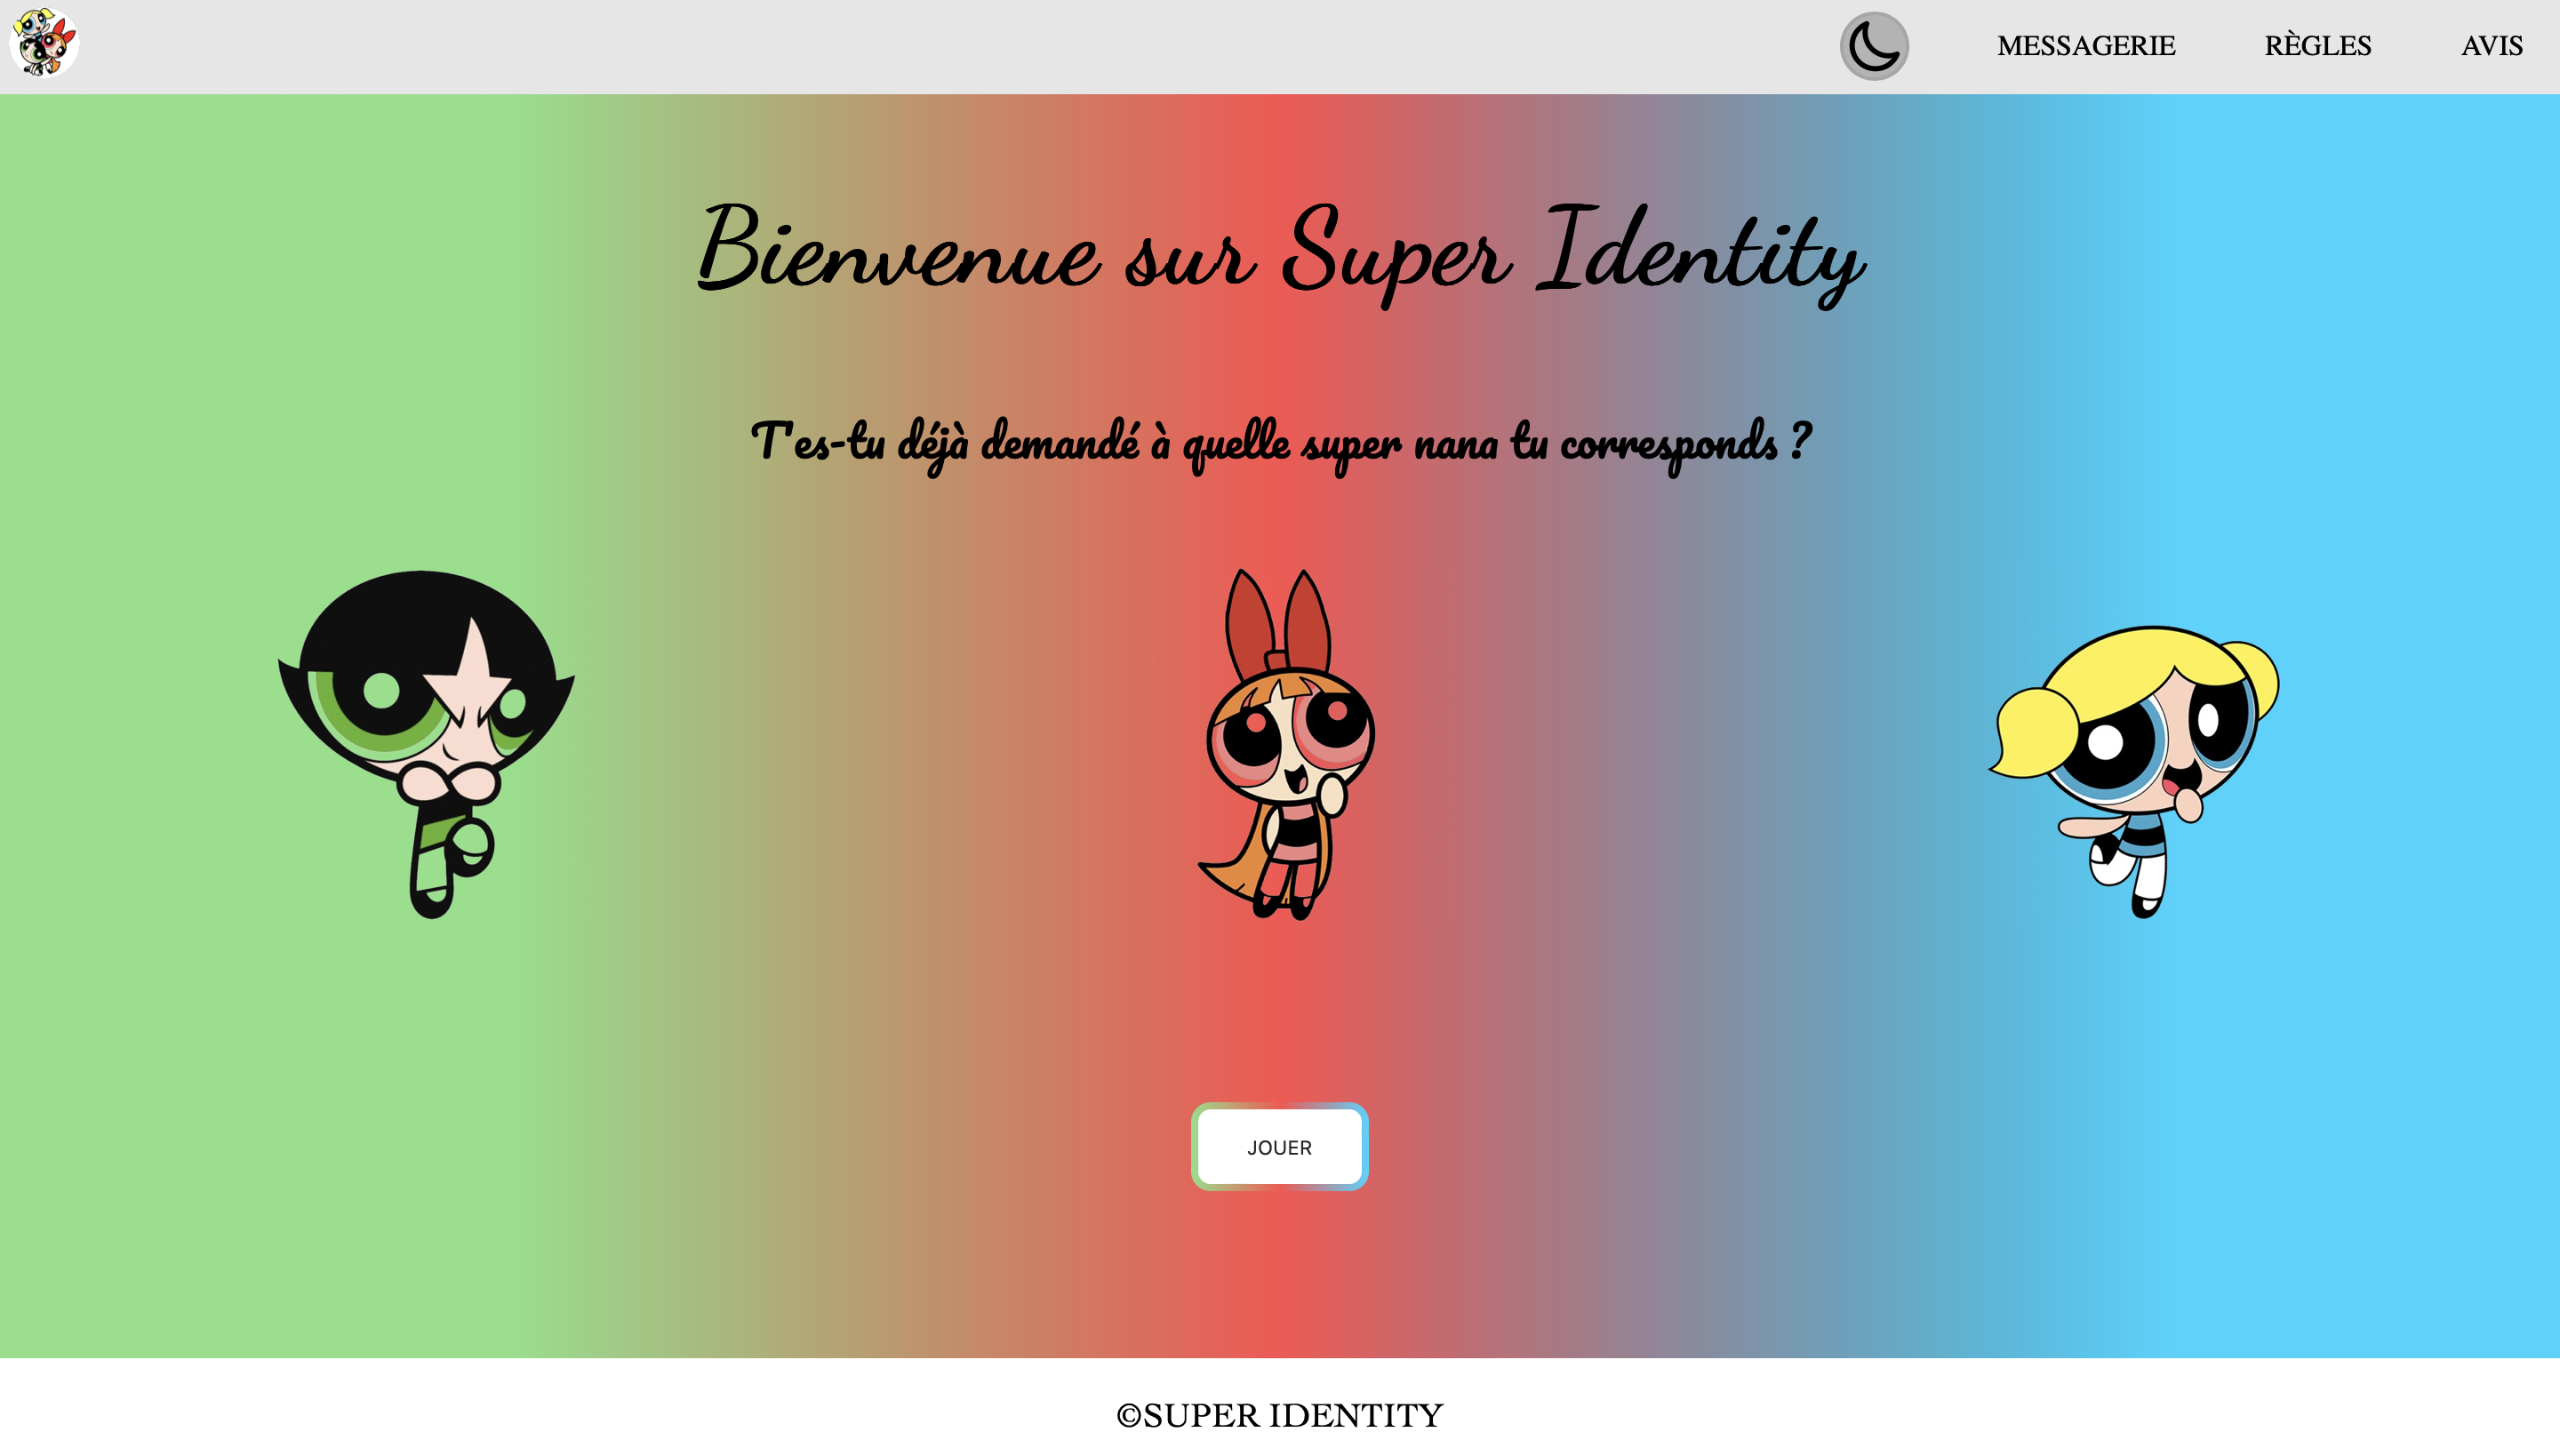 MESSAGERIE RÈGLES AVIS
Bienvenue sur Super Identity
T'es-tu déjà demandé à quelle super nana tu corresponds ?
JOUER
©SUPER IDENTITY